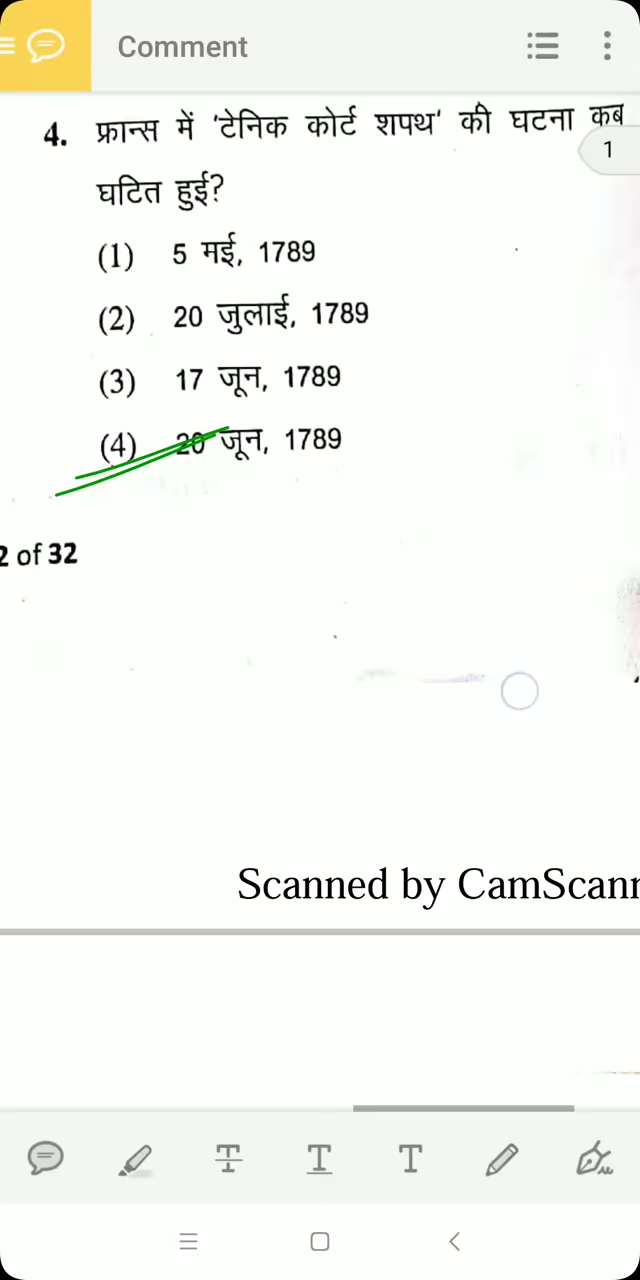 Comment
4. फ्रान्स में ‘टेनिक कोर्ट शपथ’ की घटना कब
1
घटित हुई?
(1) 5 मई, 1789
(2) 20 जुलाई, 1789
(3) 17 जून, 1789
(4) 20 जून, 1789
2 of 32
Scanned by CamScann
T
T
T